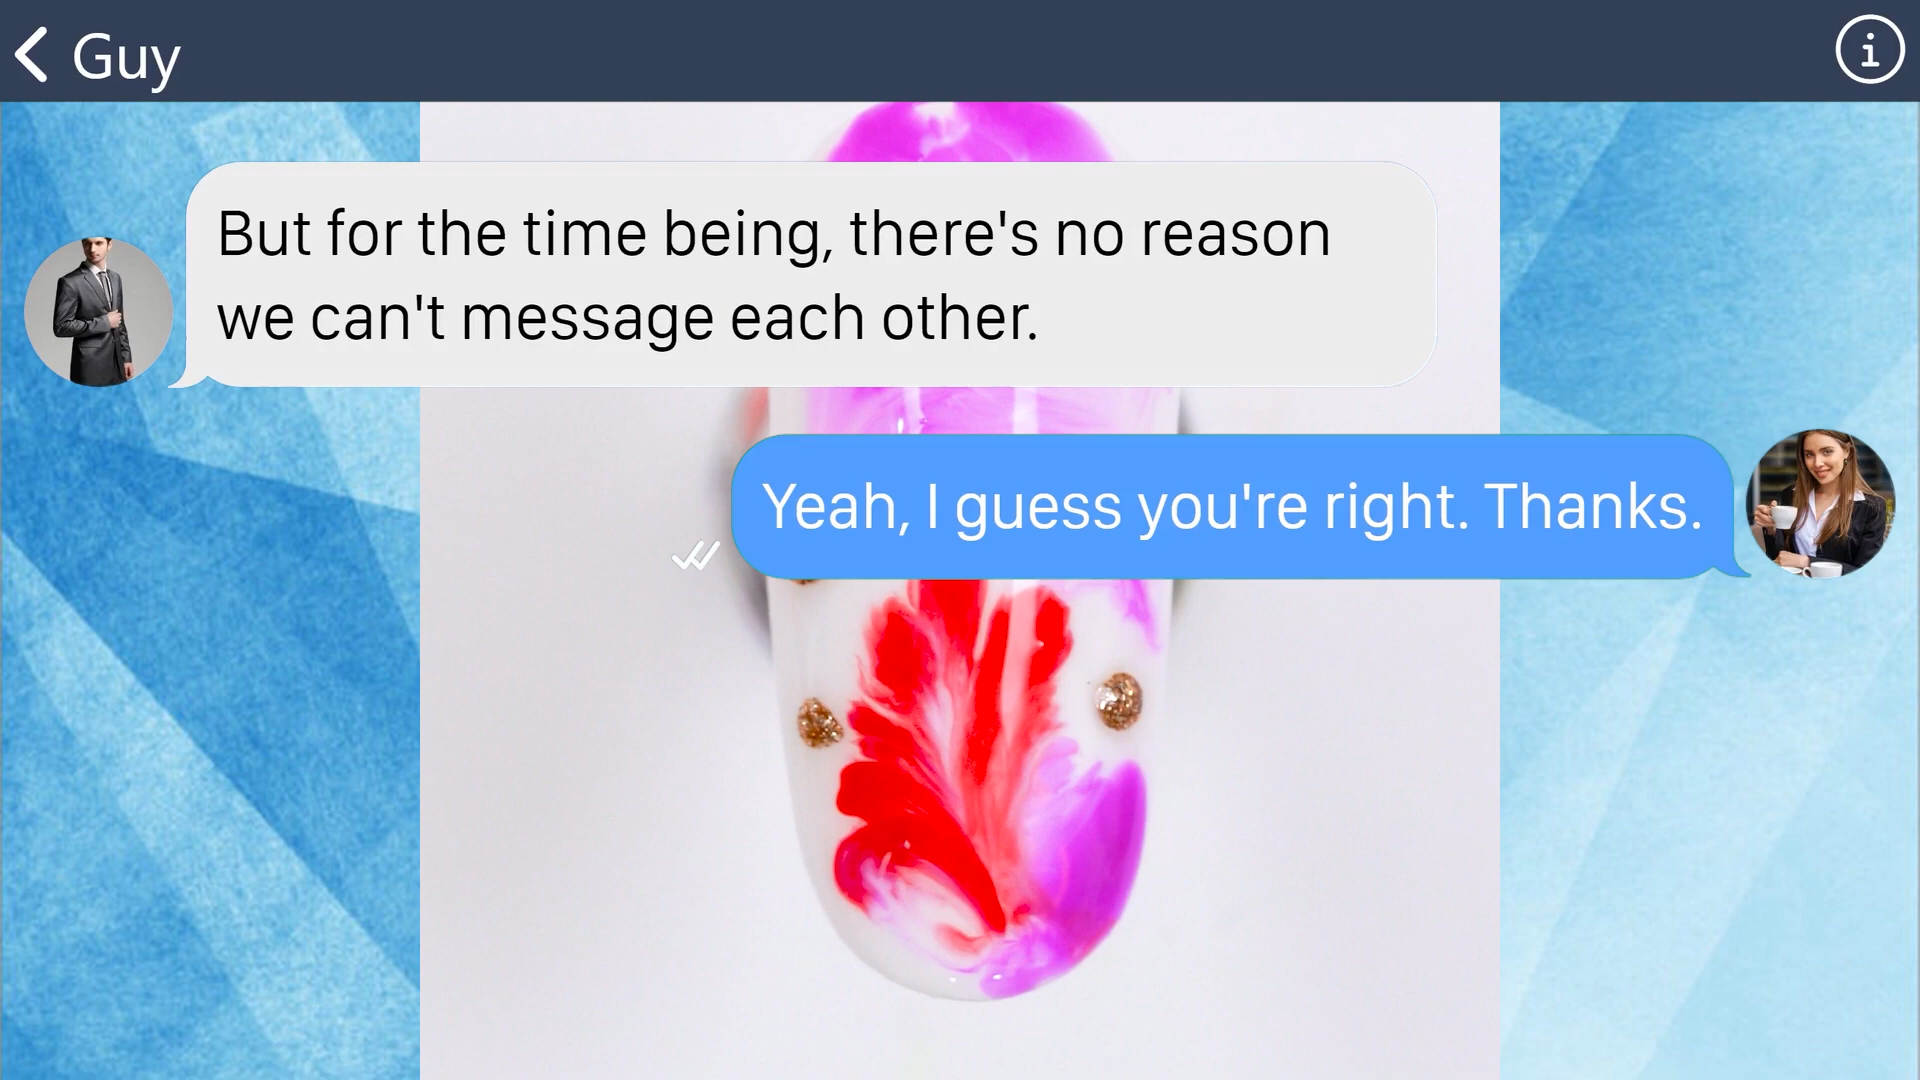 Guy
But for the time being, there's no reason
we can't message each other.
Yeah, I guess you're right. Thanks.